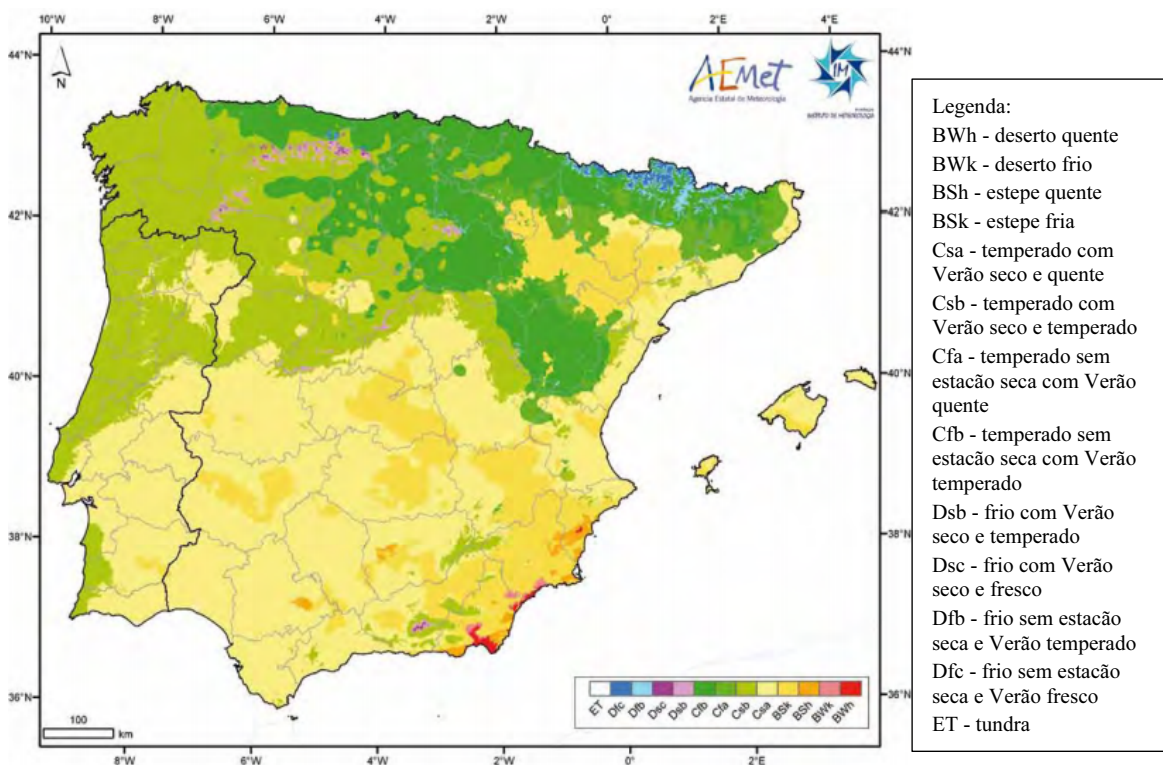 10°W
8°W
6°W
4°W
2°W
0°
2°E
4°E
44°N
44°N
42°N
42°N
40°N
40°N
38°N
38°N
36°N
36°N
8°W
6°W
4°W
2°W
0°
2°E
N
AEMet
Agencia Estatal de Meteorología
IM
INSTITUTO DE METEOROLOGIA
100
km
ET
Dfc
Dfb
Dsc
Dsb
Cfb
Cfa
Csb
Csa
BSk
BSh
BWk
BWh
Legenda:
BWh - deserto quente
BWk - deserto frio
BSh - estepe quente
BSk - estepe fria
Csa - temperado com
Verão seco e quente
Csb - temperado com
Verão seco e temperado
Cfa - temperado sem
estacão seca com Verão
quente
Cfb - temperado sem
estacão seca com Verão
temperado
Dsb - frio com Verão
seco e temperado
Dsc - frio com Verão
seco e fresco
Dfb - frio sem estacão
seca e Verão temperado
Dfc - frio sem estacão
seca e Verão fresco
ET - tundra